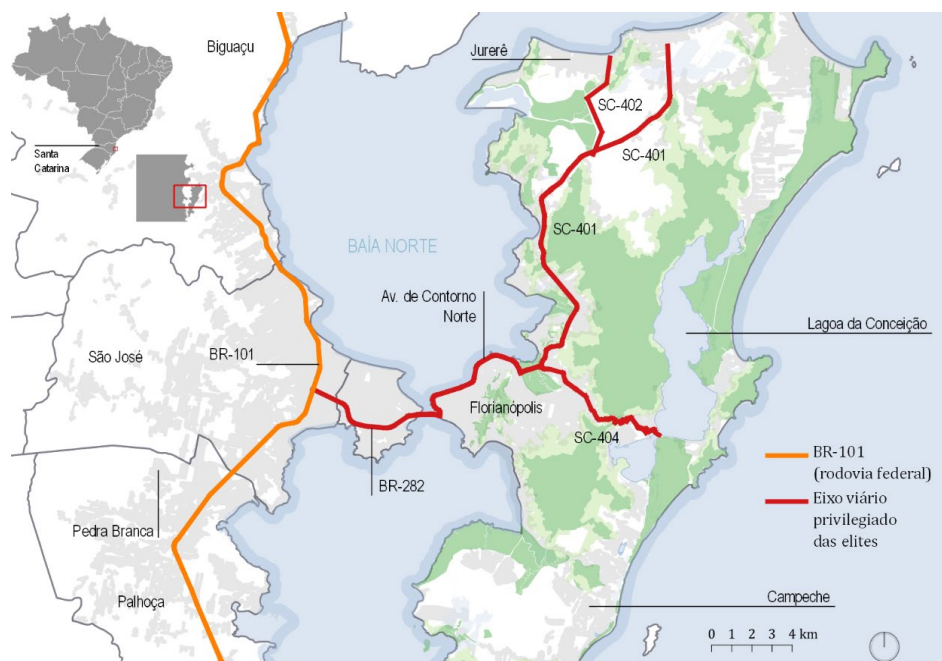 Biguaçu
Jurerê
SC-402
SC-401
Santa
Catarina
SC-401
BAÍA NORTE
Av. de Contorno
Norte
Lagoa da Conceição
São José
BR-101
Florianópolis
SC-404
BR-101
(rodovia federal)
BR-282
Eixo viário
privilegiado
das elites
Pedra Branca
Palhoça
Campeche
0 1 2 3 4 km